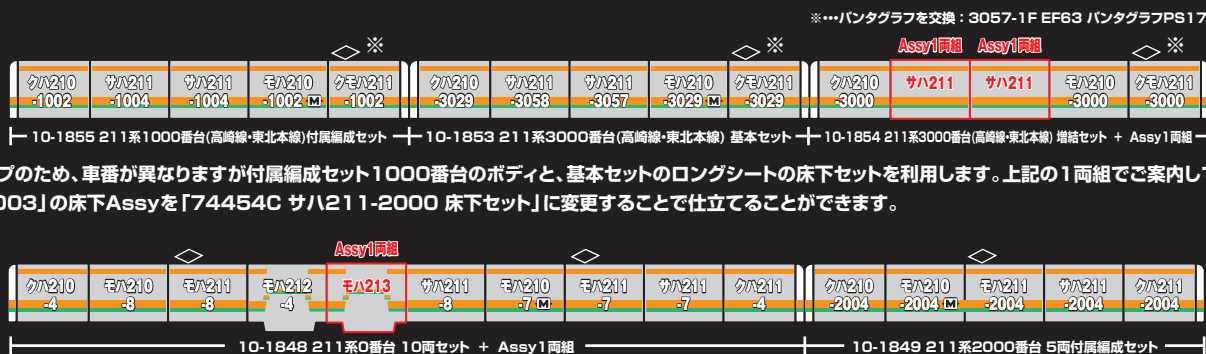 ※•••パンタグラフを交換：3057-1F EF63 パンタグラフPS17
※ ※ Assy1両組 Assy1両組 ※
クハ210 サハ211 サハ211 モハ210 クモハ211 クハ210 サハ211 サハ211 モハ210 クモハ211 クハ210 サハ211 サハ211 モハ210 クモハ211
-1002 -1004 -1004 -1002 M -1002 -3029 -3058 -3057 -3029 M -3029 -3000 -3000 -3000
10-1855 211系1000番台(高崎線•東北本線)付属編成セット 10-1853 211系3000番台(高崎線•東北本線) 基本セット 10-1854 211系3000番台(高崎線•東北本線) 増結セット + Assy1両組
プのため、車番が異なりますが付属編成セット1000番台のボディと、基本セットのロングシートの床下セットを利用します。上記の1両組でご案内し
003」の床下Assyを「74454C サハ211-2000 床下セット」に変更することで仕立てることができます。
Assy1両組
クハ210 モハ210 モハ211 モハ212 モハ213 サハ211 モハ210 モハ211 サハ211 クハ211 クハ210 モハ210 モハ211 サハ211 クハ211
-4 -8 -8 -4 -8 -7 M -7 -7 -4 -2004 -2004 M -2004 -2004 -2004
10-1848 211系0番台 10両セット + Assy1両組 10-1849 211系2000番台 5両付属編成セット